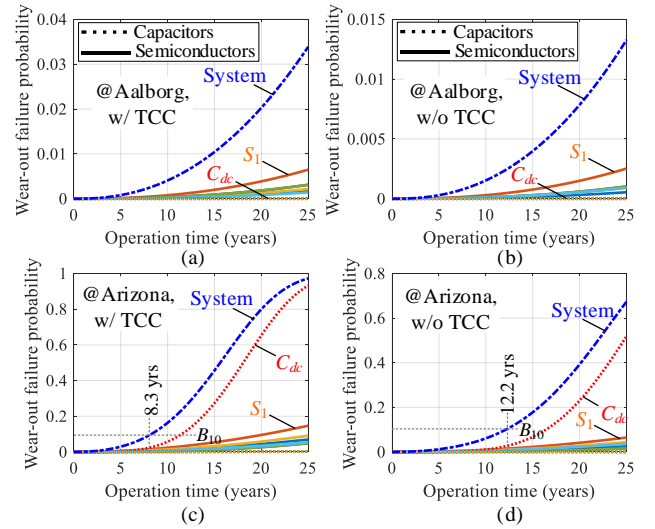 0.04
0.03
0.02
0.01
0
Wear-out failure probability
Capacitors
Semiconductors
System
@Aalborg,
w/ TCC
S1
Cdc
0 5 10 15 20 25
Operation time (years)
(a)
0.015
0.01
0.005
0
Wear-out failure probability
Capacitors
Semiconductors
System
@Aalborg,
w/o TCC
S1
Cdc
0 5 10 15 20 25
Operation time (years)
(b)
1
0.8
0.6
0.4
0.2
0
Wear-out failure probability
@Arizona,
w/ TCC
System
Cdc
8.3 yrs
S1
B10
0 5 10 15 20 25
Operation time (years)
(c)
0.8
0.6
0.4
0.2
0
Wear-out failure probability
@Arizona,
w/o TCC
System
12.2 yrs
Cdc
B10
S1
0 5 10 15 20 25
Operation time (years)
(d)